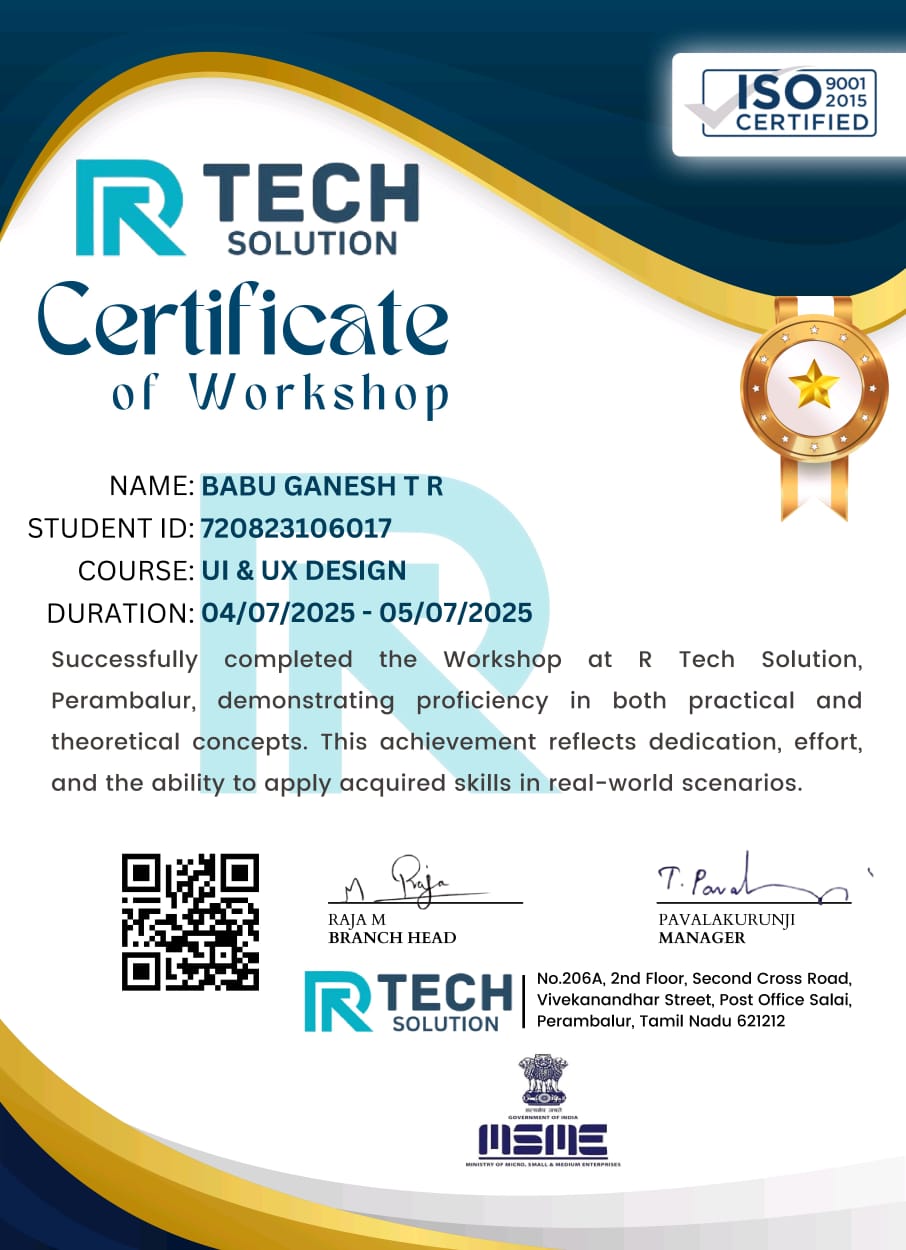 ISO 9001
2015
CERTIFIED
R TECH
SOLUTION
Certificate
of Workshop
NAME: BABU GANESH T R
STUDENT ID: 720823106017
COURSE: UI & UX DESIGN
DURATION: 04/07/2025 - 05/07/2025
Successfully completed the Workshop at R Tech Solution,
Perambalur, demonstrating proficiency in both practical and
theoretical concepts. This achievement reflects dedication, effort,
and the ability to apply acquired skills in real-world scenarios.
M Raja
T. Paval
RAJA M
BRANCH HEAD
PAVALAKURUNJI
MANAGER
R TECH
SOLUTION
No.206A, 2nd Floor, Second Cross Road,
Vivekanandhar Street, Post Office Salai,
Perambalur, Tamil Nadu 621212
सत्यमेव जयते
GOVERNMENT OF INDIA
MSME
MINISTRY OF MICRO, SMALL & MEDIUM ENTERPRISES